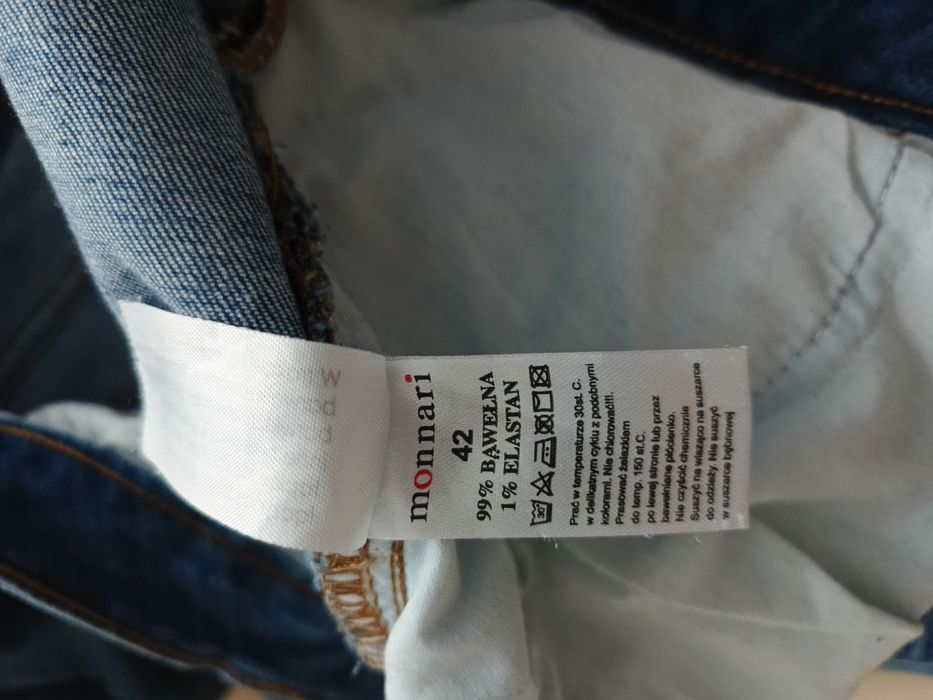 monnari
42
99% BAWEŁNA
1% ELASTAN
30°
Prać w temperaturze 30st. C.
w delikatnym cyklu z podobnymi
kolorami. Nie chlorować!!!.
Prasować żelazkiem
do temp. 150 st.C.
po lewej stronie lub przez
bawełniane płócienko.
Nie czyścić chemicznie
Suszyć na wisząco na suszarce
do odzieży. Nie suszyć
w suszarce bębnowej